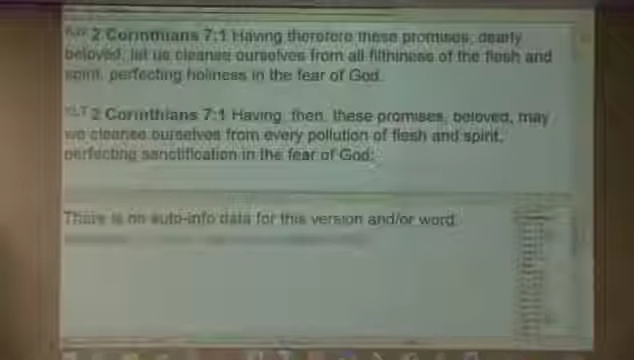 KJV 2 Corinthians 7:1 Having therefore these promises, dearly
beloved, let us cleanse ourselves from all filthiness of the flesh and
spirit, perfecting holiness in the fear of God.
YLT 2 Corinthians 7:1 Having, then, these promises, beloved, may
we cleanse ourselves from every pollution of flesh and spirit,
perfecting sanctification in the fear of God;
There is no auto-info data for this version and/or word.